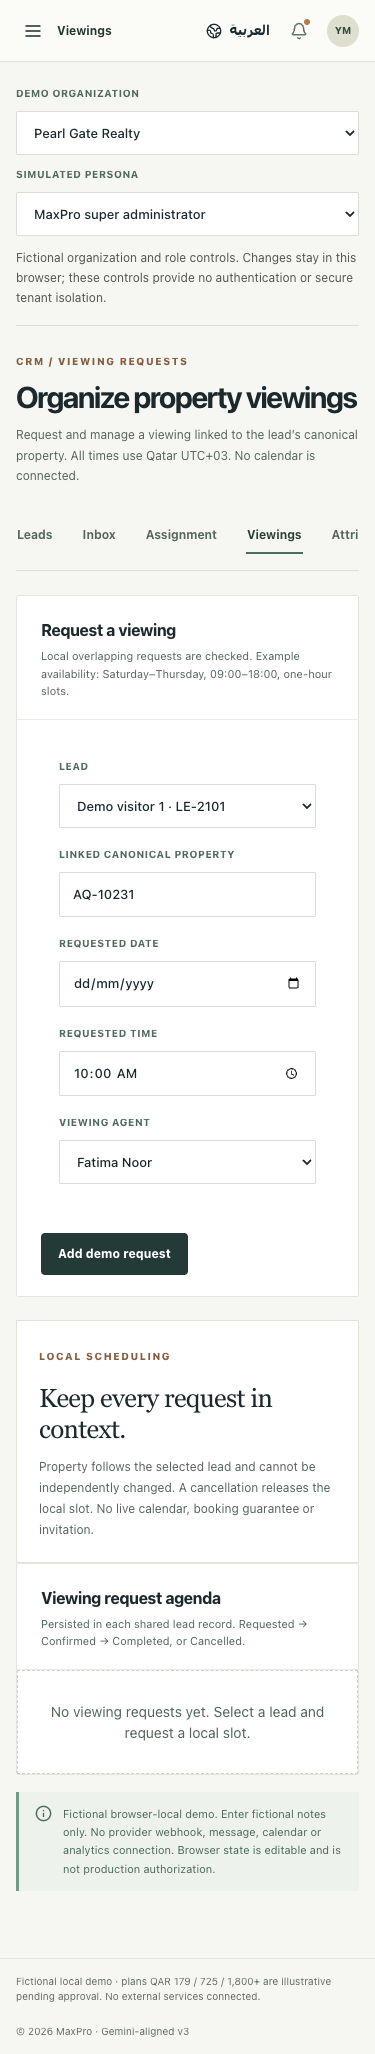 Viewings
العربية
YM
DEMO ORGANIZATION
Pearl Gate Realty
SIMULATED PERSONA
MaxPro super administrator
Fictional organization and role controls. Changes stay in this
browser; these controls provide no authentication or secure
tenant isolation.
CRM / VIEWING REQUESTS
Organize property viewings
Request and manage a viewing linked to the lead's canonical
property. All times use Qatar UTC+03. No calendar is
connected.
Leads Inbox Assignment Viewings Attri
Request a viewing
Local overlapping requests are checked. Example
availability: Saturday–Thursday, 09:00–18:00, one-hour
slots.
LEAD
Demo visitor 1 · LE-2101
LINKED CANONICAL PROPERTY
AQ-10231
REQUESTED DATE
dd/mm/yyyy
REQUESTED TIME
10:00 AM
VIEWING AGENT
Fatima Noor
Add demo request
LOCAL SCHEDULING
Keep every request in
context.
Property follows the selected lead and cannot be
independently changed. A cancellation releases the
local slot. No live calendar, booking guarantee or
invitation.
Viewing request agenda
Persisted in each shared lead record. Requested →
Confirmed → Completed, or Cancelled.
No viewing requests yet. Select a lead and
request a local slot.
Fictional browser-local demo. Enter fictional notes
only. No provider webhook, message, calendar or
analytics connection. Browser state is editable and is
not production authorization.
Fictional local demo · plans QAR 179 / 725 / 1,800+ are illustrative
pending approval. No external services connected.
© 2026 MaxPro · Gemini-aligned v3